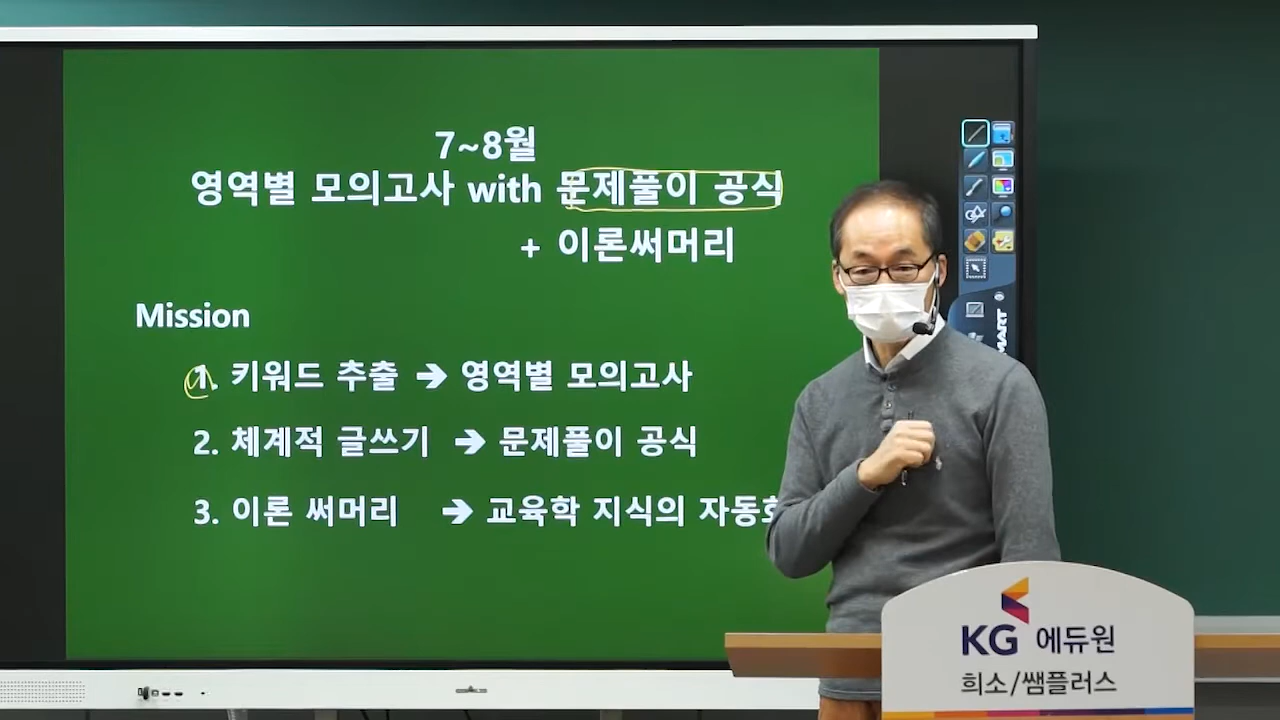 7~8월
영역별 모의고사 with 문제풀이 공식
+ 이론써머리
Mission
1. 키워드 추출 ➔ 영역별 모의고사
2. 체계적 글쓰기 ➔ 문제풀이 공식
3. 이론 써머리 ➔ 교육학 지식의
KG 에듀원
희소/쌤플러스